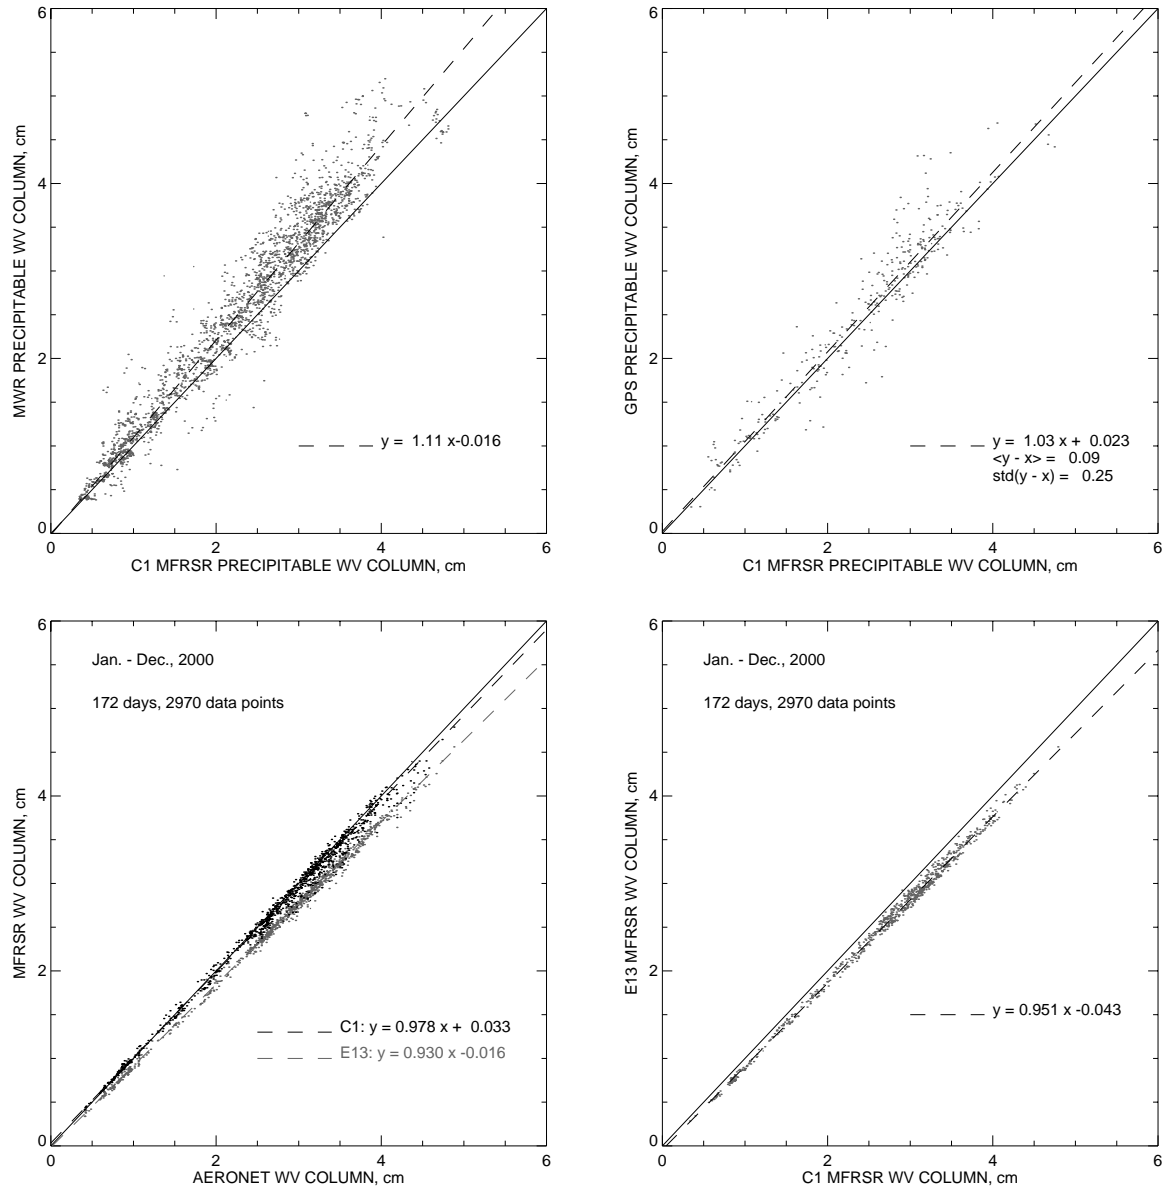 6
4
2
0
MWR PRECIPITABLE WV COLUMN, cm
y = 1.11 x-0.016
0 2 4 6
C1 MFRSR PRECIPITABLE WV COLUMN, cm
6
4
2
0
GPS PRECIPITABLE WV COLUMN, cm
y = 1.03 x + 0.023
<y - x> = 0.09
std(y - x) = 0.25
0 2 4 6
C1 MFRSR PRECIPITABLE WV COLUMN, cm
6
4
2
0
MFRSR WV COLUMN, cm
Jan. - Dec., 2000
172 days, 2970 data points
C1: y = 0.978 x + 0.033
E13: y = 0.930 x -0.016
0 2 4 6
AERONET WV COLUMN, cm
6
4
2
0
E13 MFRSR WV COLUMN, cm
Jan. - Dec., 2000
172 days, 2970 data points
y = 0.951 x -0.043
0 2 4 6
C1 MFRSR WV COLUMN, cm